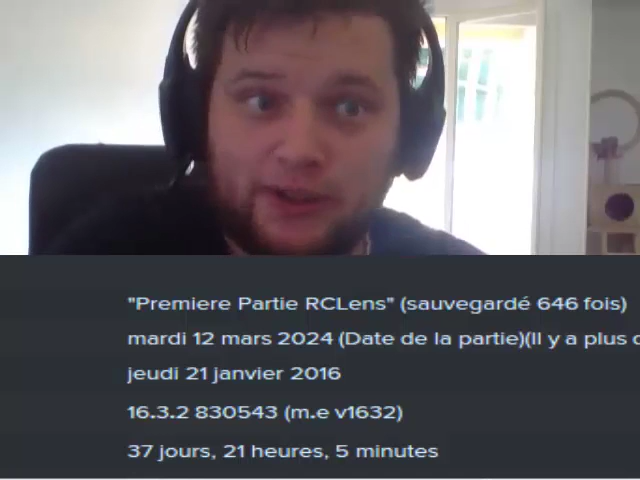 "Premiere Partie RCLens" (sauvegardé 646 fois)
mardi 12 mars 2024 (Date de la partie)(Il y a plus
jeudi 21 janvier 2016
16.3.2 830543 (m.e v1632)
37 jours, 21 heures, 5 minutes